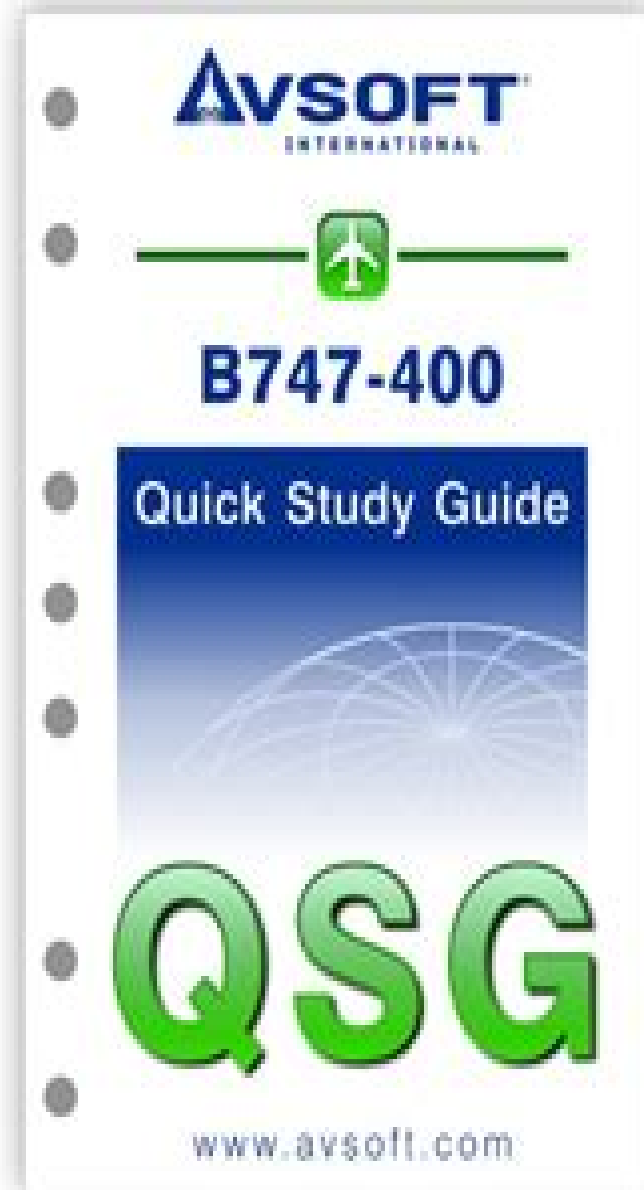 AVSOFT
INTERNATIONAL
B747-400
Quick Study Guide
QSG
www.avsoft.com